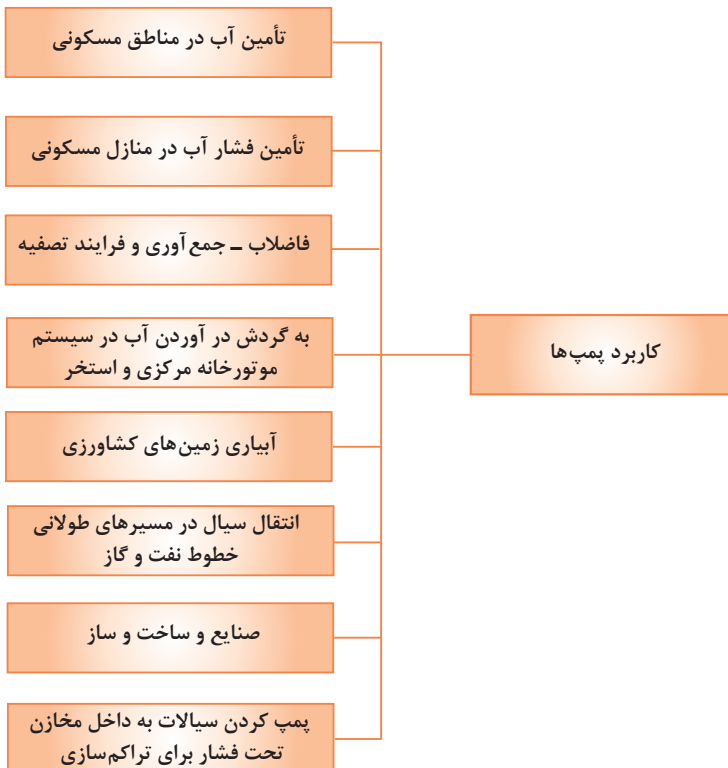 کاربرد پمپ‌ها
تأمین آب در مناطق مسکونی
تأمین فشار آب در منازل مسکونی
فاضلاب ــ جمع‌آوری و فرایند تصفیه
به گردش در آوردن آب در سیستم
موتورخانه مرکزی و استخر
آبیاری زمین‌های کشاورزی
انتقال سیال در مسیرهای طولانی
خطوط نفت و گاز
صنایع و ساخت و ساز
پمپ کردن سیالات به داخل مخازن
تحت فشار برای تراکم‌سازی